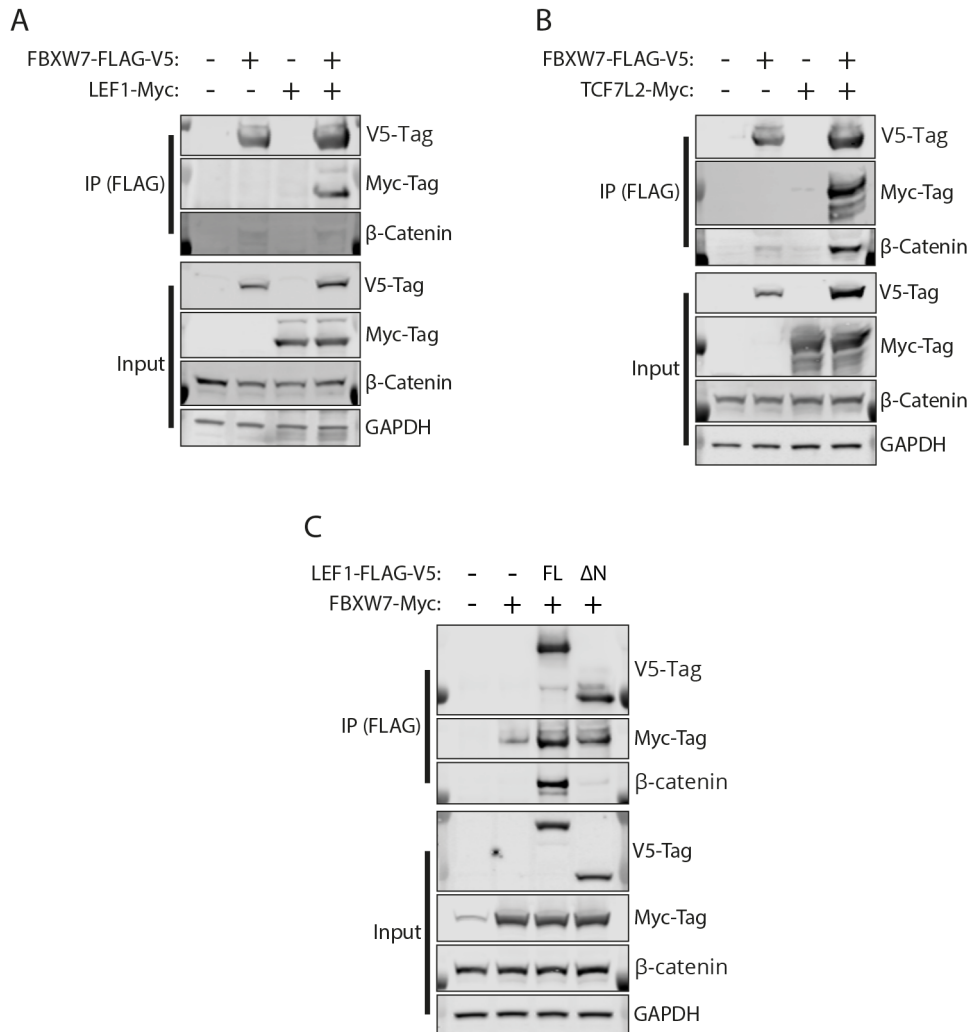 A
FBXW7-FLAG-V5: - + - +
LEF1-Myc: - - + +
IP (FLAG)
V5-Tag
Myc-Tag
β-Catenin
Input
V5-Tag
Myc-Tag
β-Catenin
GAPDH
B
FBXW7-FLAG-V5: - + - +
TCF7L2-Myc: - - + +
IP (FLAG)
V5-Tag
Myc-Tag
β-Catenin
Input
V5-Tag
Myc-Tag
β-Catenin
GAPDH
C
LEF1-FLAG-V5: - - FL ΔN
FBXW7-Myc: - + + +
IP (FLAG)
V5-Tag
Myc-Tag
β-catenin
Input
V5-Tag
Myc-Tag
β-catenin
GAPDH